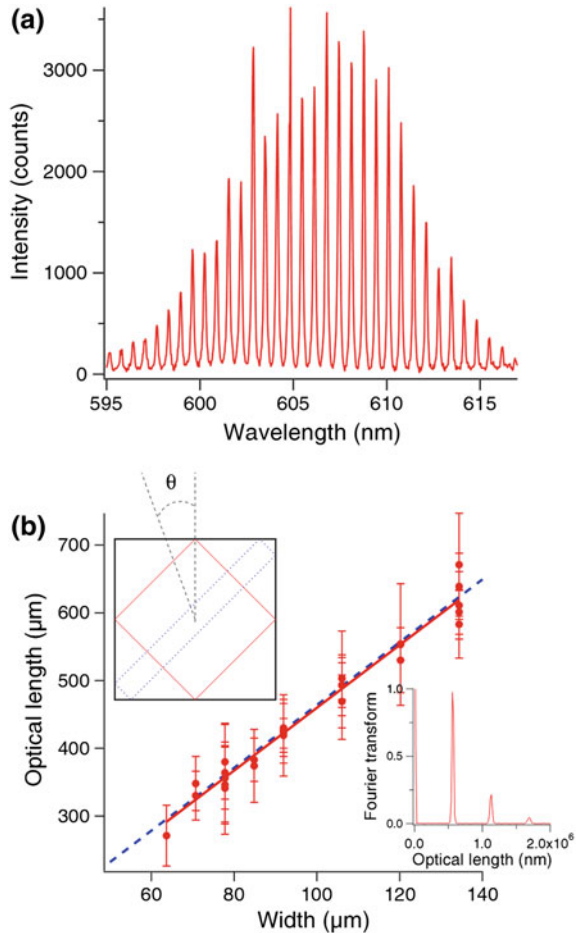 (a)
3000
2000
1000
0
Intensity (counts)
595
600
605
610
615
Wavelength (nm)
(b)
θ
700
600
500
400
300
Optical length (µm)
60
80
100
120
140
Width (µm)
1.0
0.5
0.0
Fourier transform
0.0
1.0
2.0x10⁶
Optical length (nm)